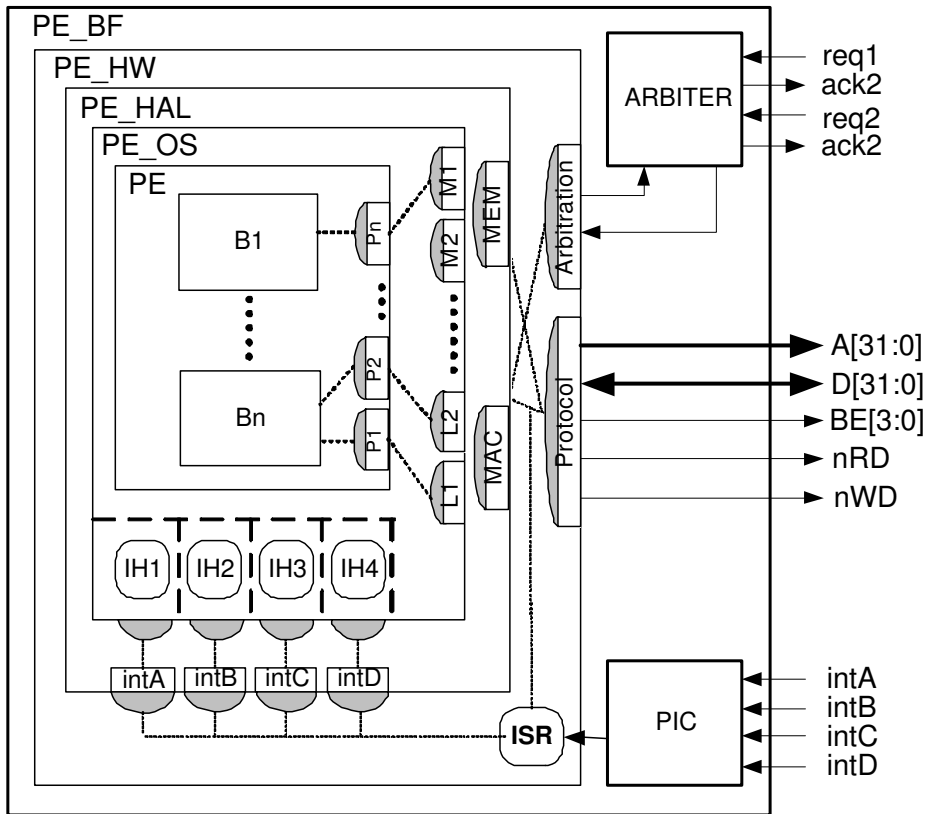 PE_BF
PE_HW
PE_HAL
PE_OS
PE
B1
Bn
Pn
P2
P1
M1
M2
L2
L1
MEM
MAC
Arbitration
Protocol
ARBITER
req1
ack2
req2
ack2
A[31:0]
D[31:0]
BE[3:0]
nRD
nWD
IH1
IH2
IH3
IH4
intA
intB
intC
intD
ISR
PIC
intA
intB
intC
intD